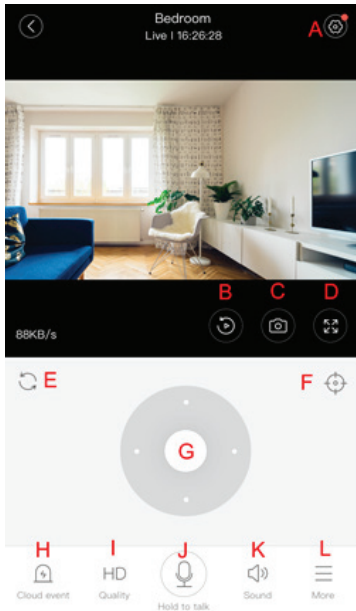 Bedroom
Live | 16:26:28
A
B C D
88KB/s
E F
G
H I J K L
HD
Cloud event Quality Hold to talk Sound More